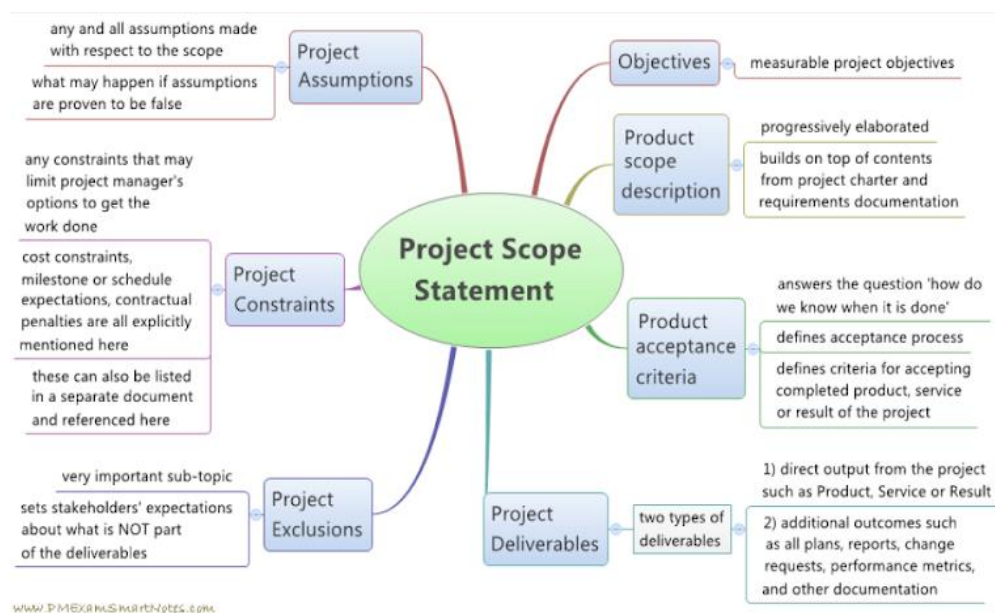 any and all assumptions made
with respect to the scope
what may happen if assumptions
are proven to be false
Project
Assumptions
any constraints that may
limit project manager's
options to get the
work done
cost constraints,
milestone or schedule
expectations, contractual
penalties are all explicitly
mentioned here
these can also be listed
in a separate document
and referenced here
Project
Constraints
very important sub-topic
sets stakeholders' expectations
about what is NOT part
of the deliverables
Project
Exclusions
Project Scope
Statement
Objectives
measurable project objectives
Product
scope
description
progressively elaborated
builds on top of contents
from project charter and
requirements documentation
Product
acceptance
criteria
answers the question 'how do
we know when it is done'
defines acceptance process
defines criteria for accepting
completed product, service
or result of the project
Project
Deliverables
two types of
deliverables
1) direct output from the project
such as Product, Service or Result
2) additional outcomes such
as all plans, reports, change
requests, performance metrics,
and other documentation
www.PMExamSmartNotes.com